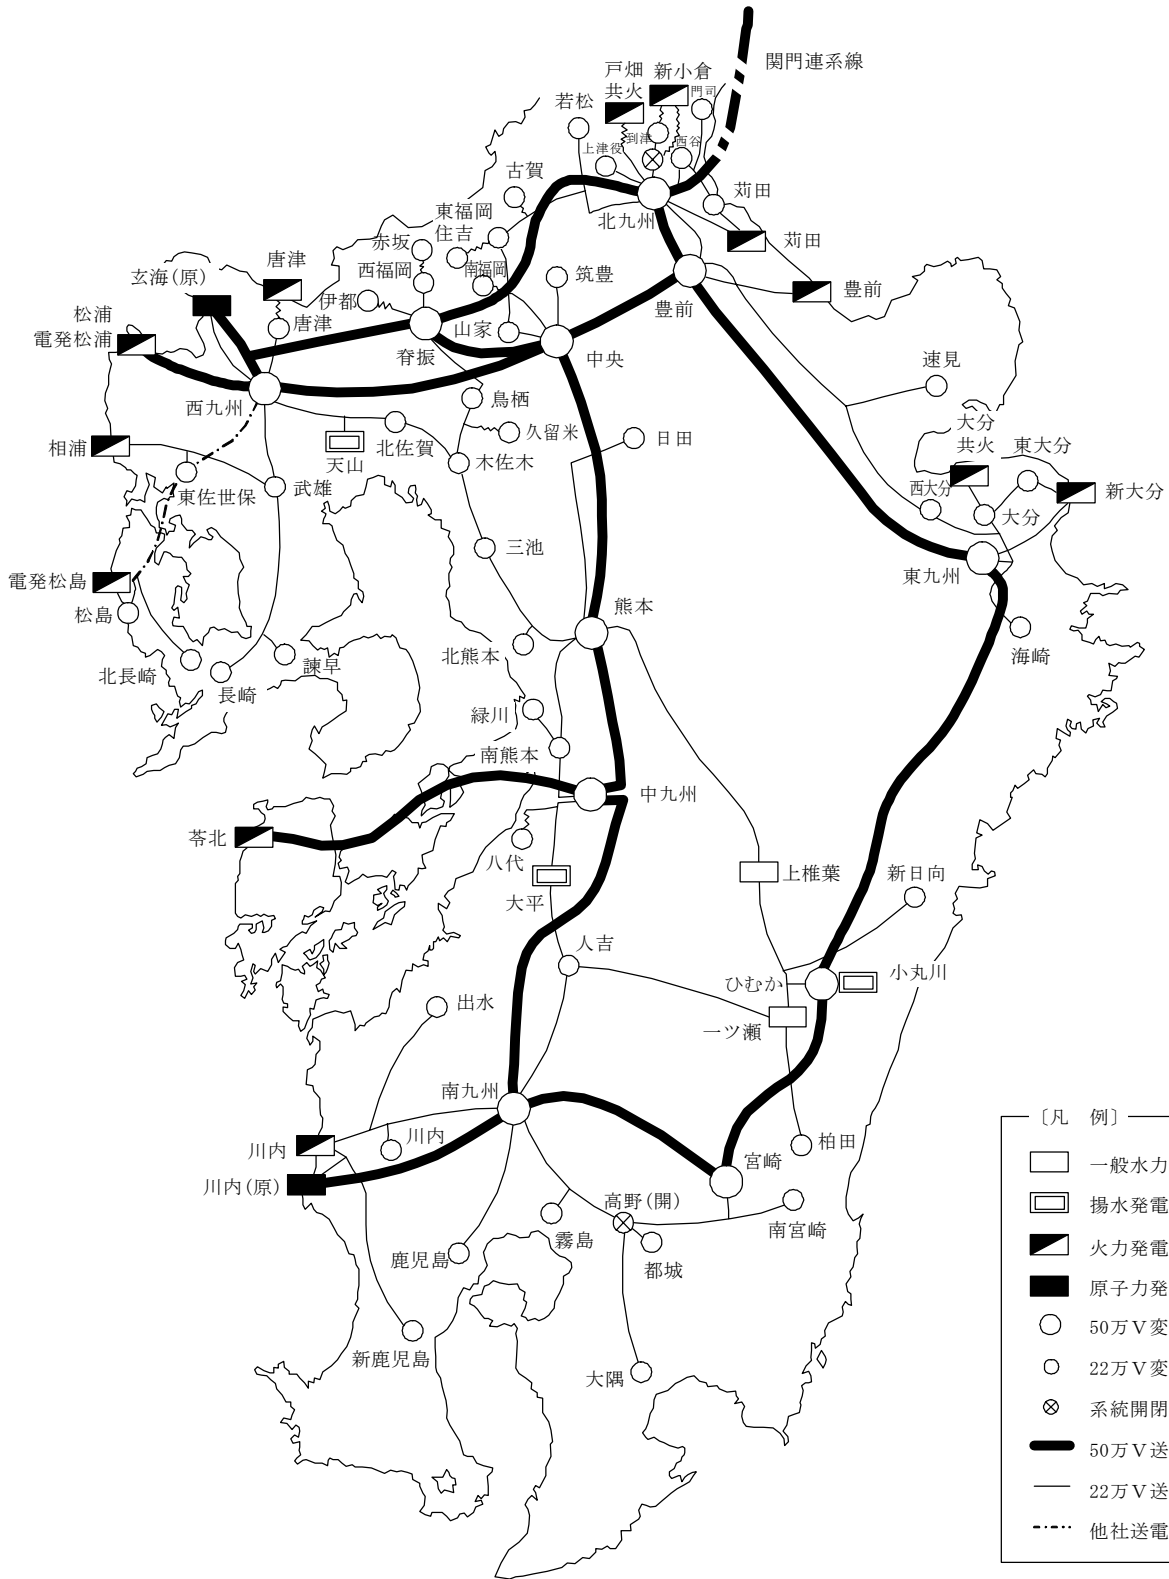 関門連系線
戸畑
共火
新小倉
門司
若松
到津
西谷
上津役
古賀
苅田
北九州
東福岡
住吉
赤坂
苅田
西福岡
南福岡
筑豊
唐津
玄海(原)
伊都
豊前
豊前
松浦
電発松浦
唐津
山家
脊振
中央
速見
西九州
鳥栖
大分
共火
東大分
相浦
天山
北佐賀
久留米
日田
木佐木
東佐世保
武雄
西大分
大分
新大分
三池
東九州
電発松島
松島
熊本
北長崎
長崎
諫早
北熊本
海崎
緑川
南熊本
中九州
苓北
八代
大平
上椎葉
新日向
人吉
ひむか
小丸川
出水
一ツ瀬
南九州
川内
川内
柏田
宮崎
川内(原)
高野(開)
南宮崎
鹿児島
霧島
都城
新鹿児島
大隅
〔凡 例〕
一般水力
揚水発電
火力発電
原子力発
50万V変
22万V変
系統開閉
50万V送
22万V送
他社送電